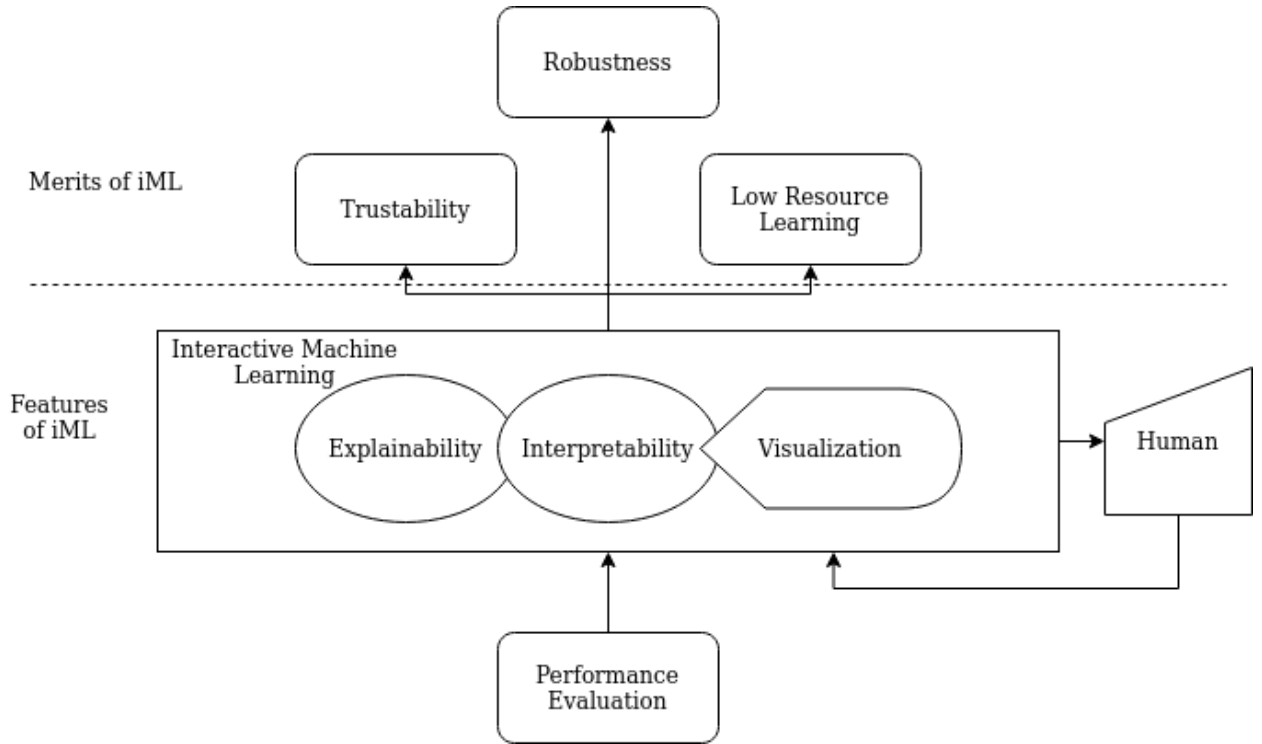 Robustness
Merits of iML
Trustability
Low Resource
Learning
Interactive Machine
Learning
Features
of iML
Explainability
Interpretability
Visualization
Human
Performance
Evaluation